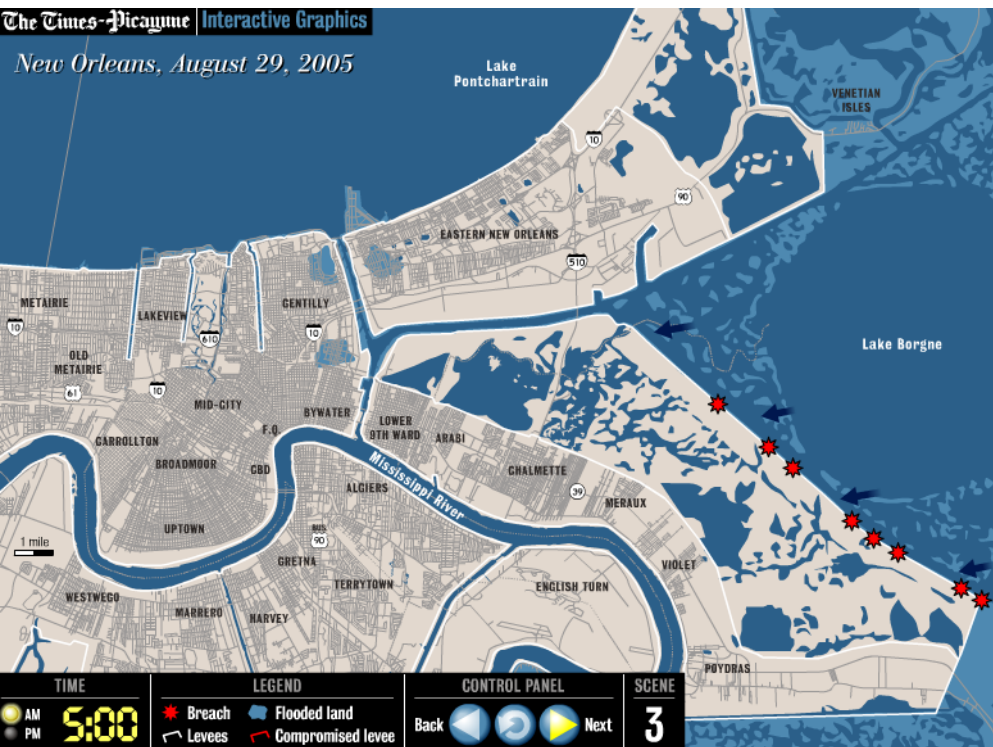 The Times-Picayune Interactive Graphics
New Orleans, August 29, 2005
Lake
Pontchartrain
VENETIAN
ISLES
10
90
EASTERN NEW ORLEANS
510
METAIRIE
LAKEVIEW
GENTILLY
10
610
10
Lake Borgne
OLD
METAIRIE
61
10
MID-CITY
BYWATER
LOWER
9TH WARD
ARABI
F.Q.
CARROLLTON
BROADMOOR
CBD
Mississippi River
CHALMETTE
ALGIERS
39
MERAUX
UPTOWN
BUS
90
1 mile
GRETNA
VIOLET
TERRYTOWN
ENGLISH TURN
WESTWEGO
MARRERO
HARVEY
POYDRAS
TIME
LEGEND
CONTROL PANEL
SCENE
AM
PM
5:00
Breach
Flooded land
Levees
Compromised levee
Back
Next
3